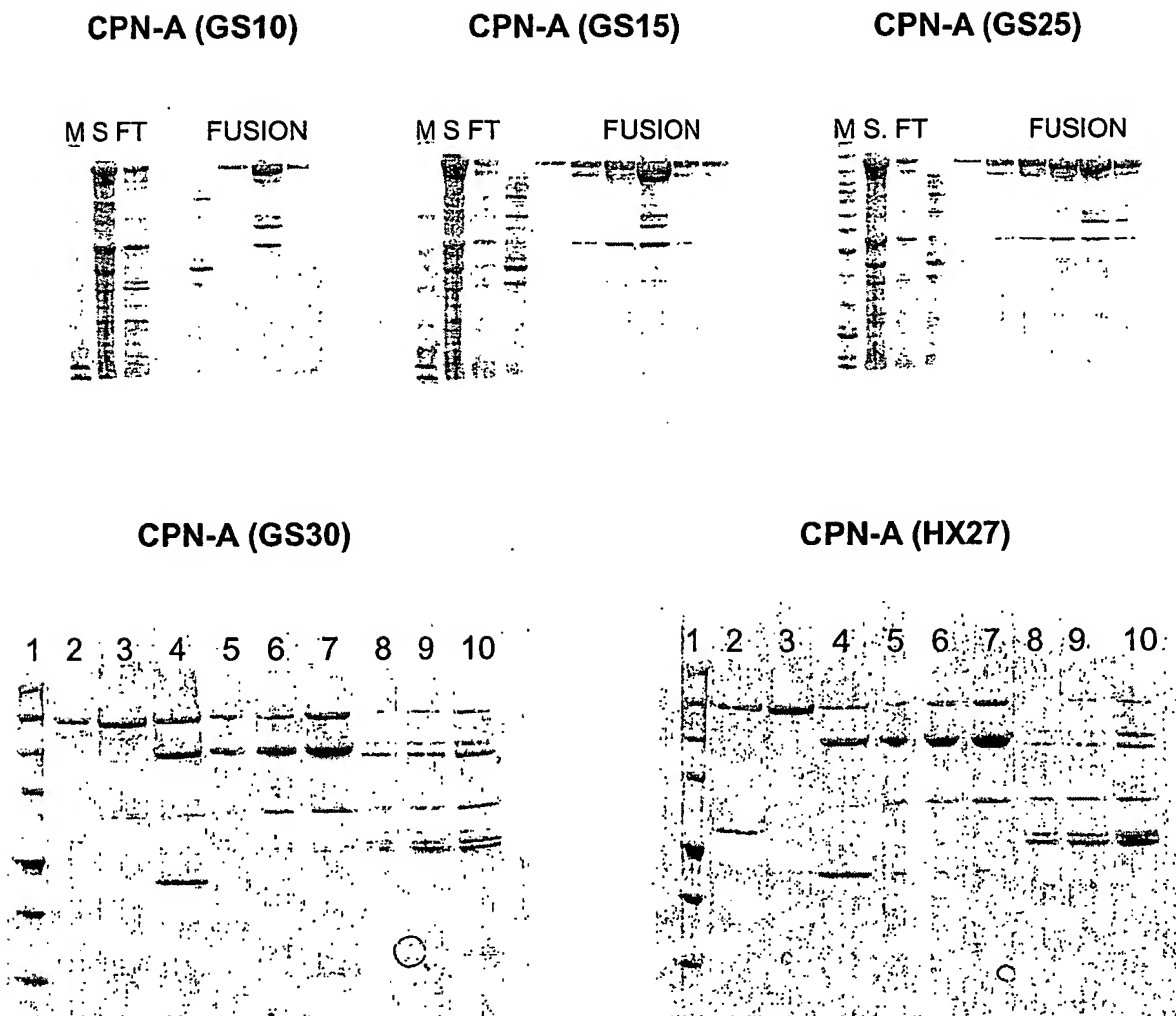 CPN-A (GS10) CPN-A (GS15) CPN-A (GS25)
M S FT FUSION M S FT FUSION M S. FT FUSION
CPN-A (GS30) CPN-A (HX27)
1 2 3 4 5 6 7 8 9 10 1 2 3 4 5 6 7 8 9 10